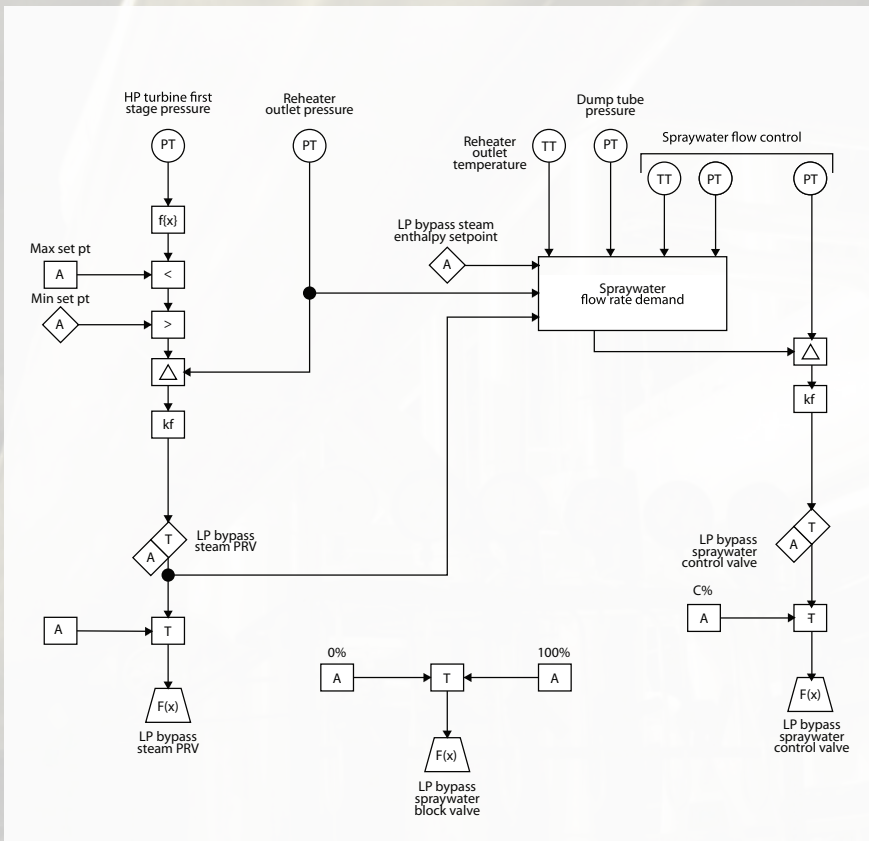 HP turbine first
stage pressure
Reheater
outlet pressure
Dump tube
pressure
Spraywater flow control
Reheater
outlet
temperature
PT
PT
TT
PT
TT
PT
PT
f{x}
LP bypass steam
enthalpy setpoint
Max set pt
A
<
A
Min set pt
A
>
Spraywater
flow rate demand
△
△
kf
kf
T
A
LP bypass
steam PRV
T
A
LP bypass
spraywater
control valve
C%
A
T
A
T
0%
100%
A
T
A
F(x)
LP bypass
steam PRV
F(x)
LP bypass
spraywater
control valve
F(x)
LP bypass
spraywater
block valve